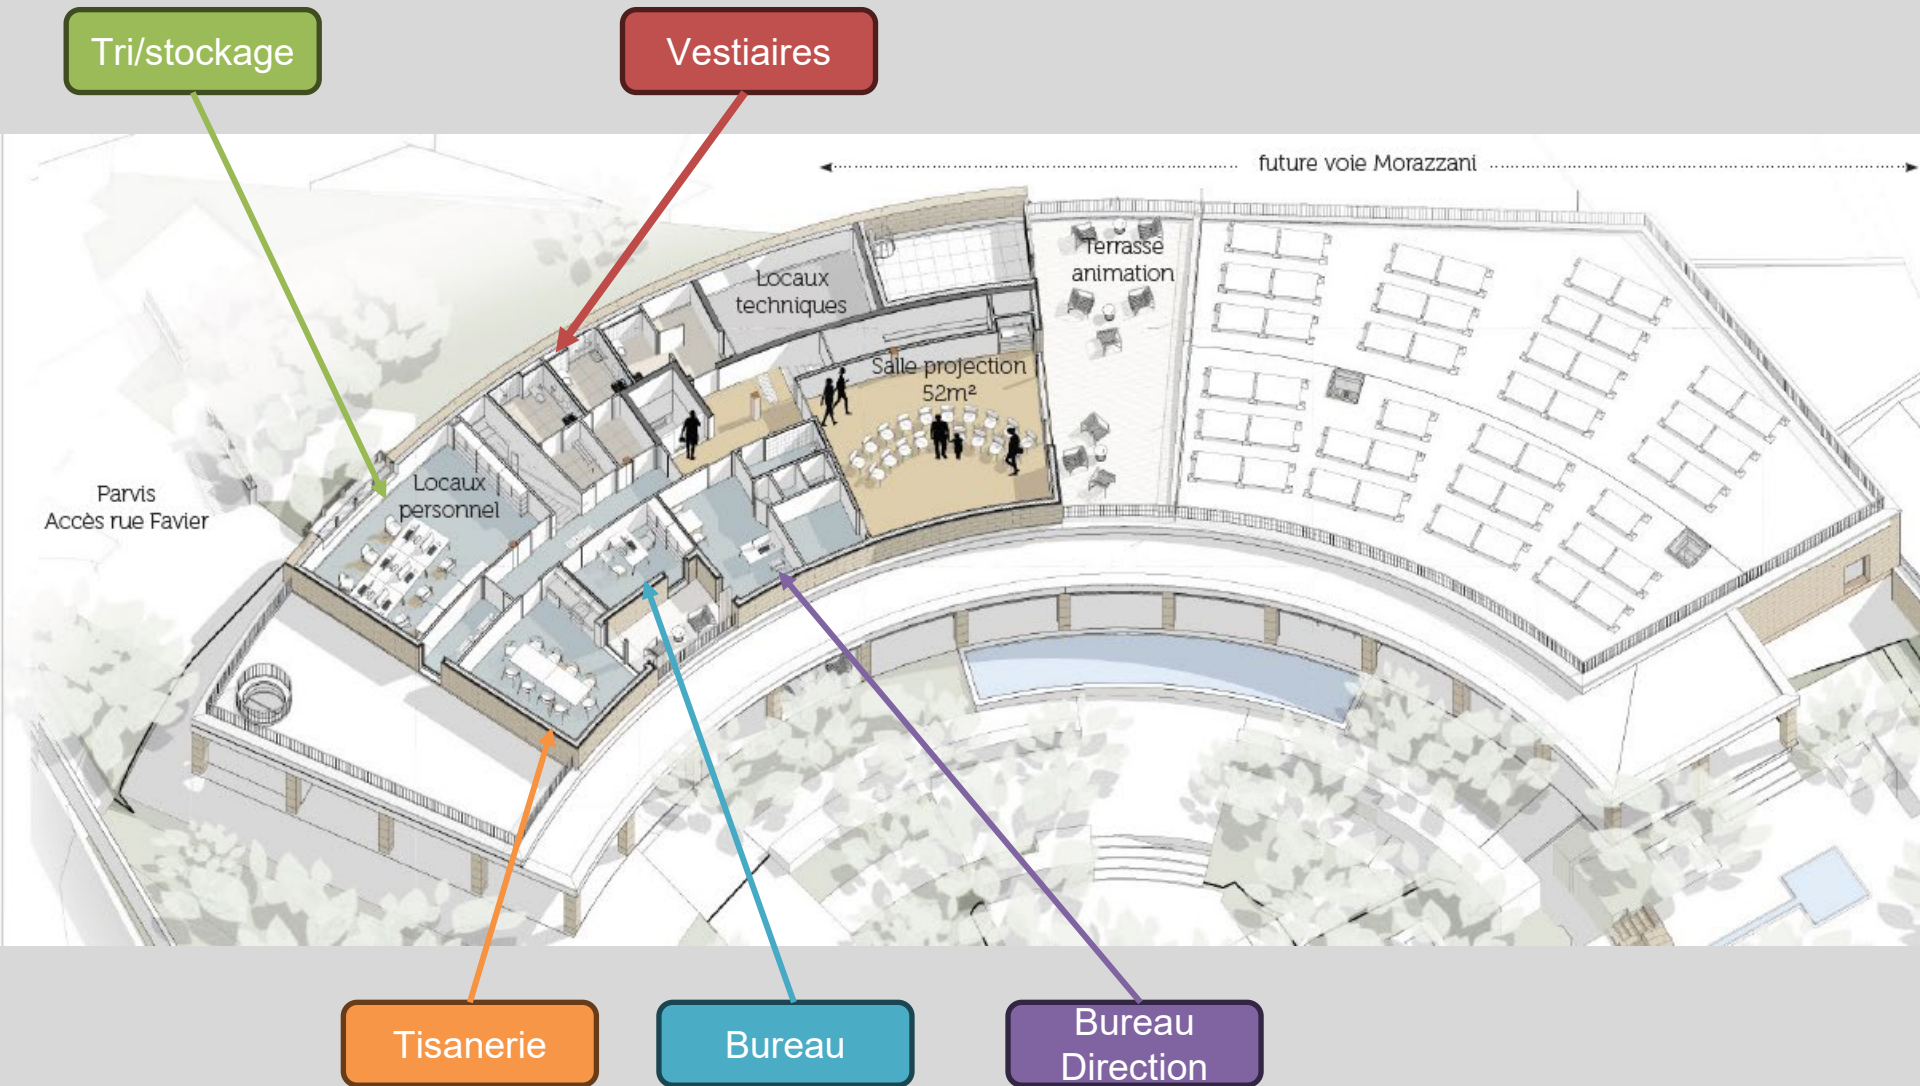 Tri/stockage
Vestiaires
future voie Morazzani
Terrasse
animation
Locaux
techniques
Salle projection
52m²
Locaux
personnel
Parvis
Accès rue Favier
Tisanerie
Bureau
Bureau
Direction